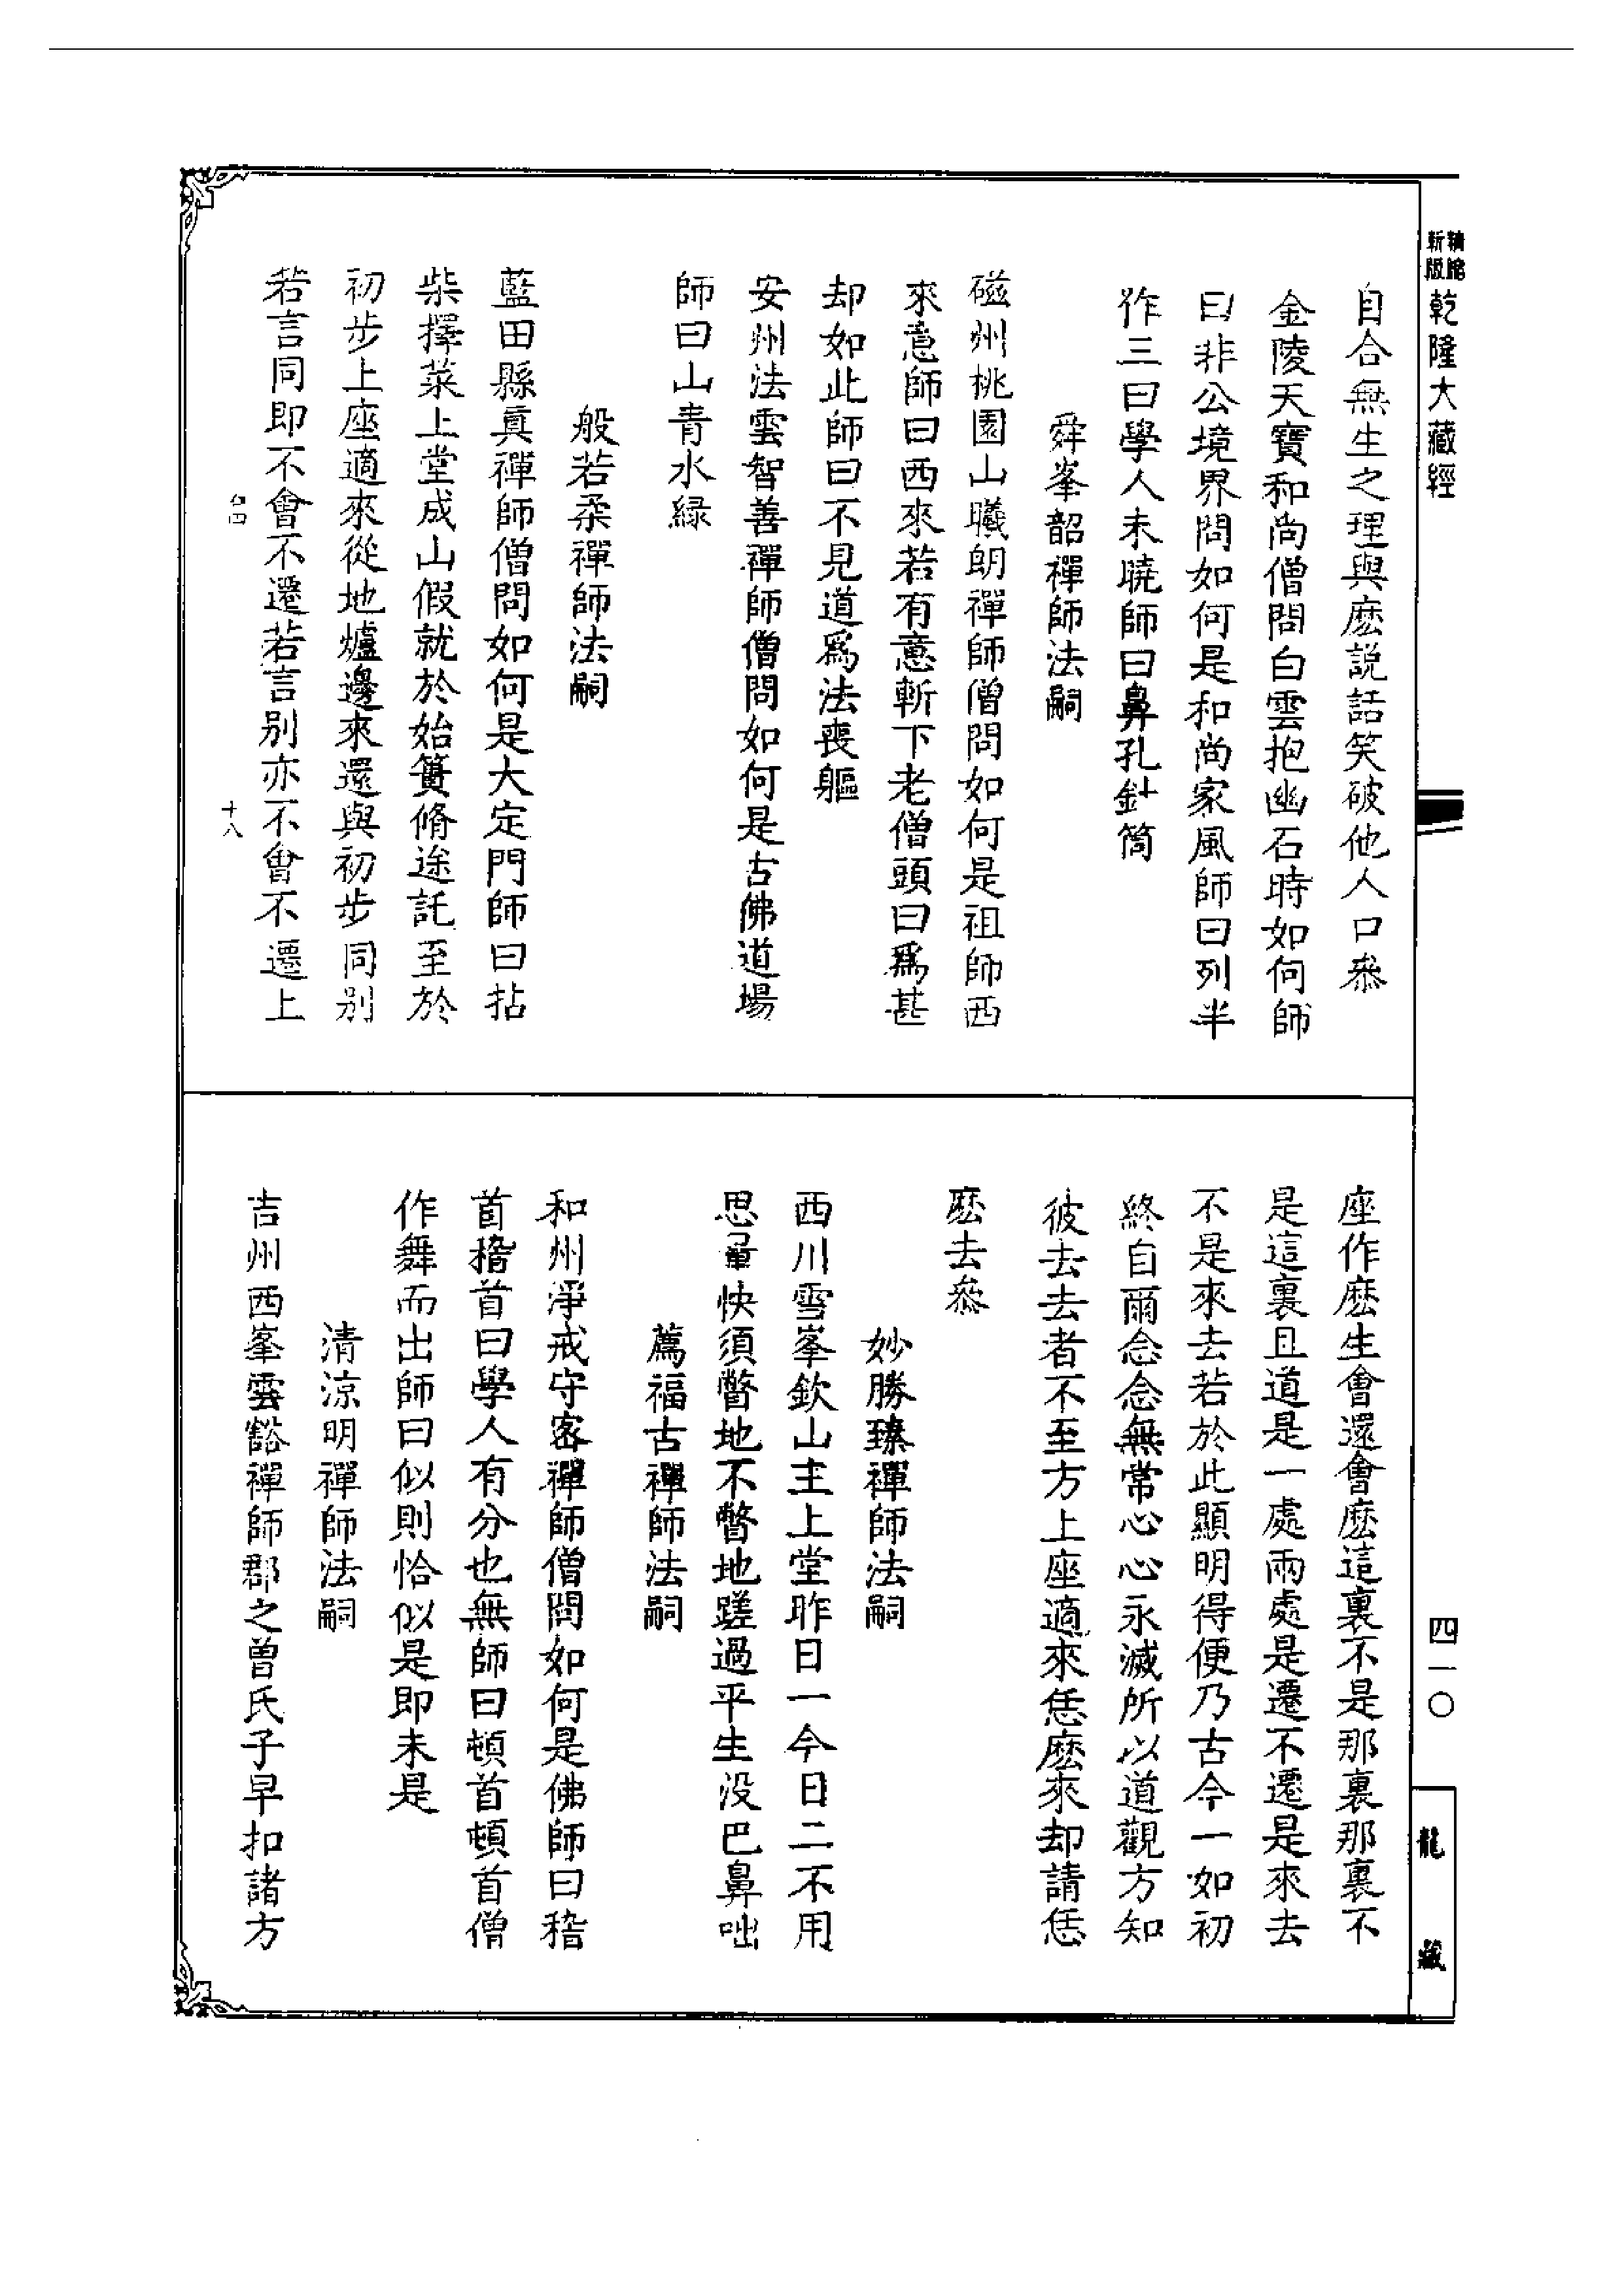 精縮
新版
乾隆大藏經
自合無生之理與麽説話笑破他人口叅
金陵天寶和尚僧問白雲抱幽石時如何師
曰非公境界問如何是和尚家風師曰列半
作三曰學人未曉師曰鼻孔針筒
舜峯韶禪師法嗣
磁州桃園山曦朗禪師僧問如何是祖師西
來意師曰西來若有意斬下老僧頭曰爲甚
却如此師曰不見道爲法喪軀
安州法雲智善禪師僧問如何是古佛道場
師曰山青水緑
般若柔禪師法嗣
藍田縣眞禪師僧問如何是大定門師曰拈
柴擇菜上堂成山假就於始簣脩途託至於
初步上座適來從地爐邊來還與初步同别
若言同即不會不遷若言别亦不會不遷上
十八
座作麽生會還會麽這裏不是那裏那裏不
是這裏且道是一處兩處是遷不遷是來去
不是來去若於此顯明得便乃古今一如初
終自爾念念無常心心永滅所以道觀方知
彼去去者不至方上座適來恁麽來却請恁
麽去叅
妙勝臻禪師法嗣
西川雪峯欽山主上堂昨日一今日二不用
思量快須瞥地不瞥地蹉過平生没巴鼻咄
薦福古禪師法嗣
和州淨戒守密禪師僧問如何是佛師曰稽
首稽首曰學人有分也無師曰頓首頓首僧
作舞而出師曰似則恰似是即未是
清涼明禪師法嗣
吉州西峯雲豁禪師郡之曾氏子早扣諸方
四一〇
龍藏